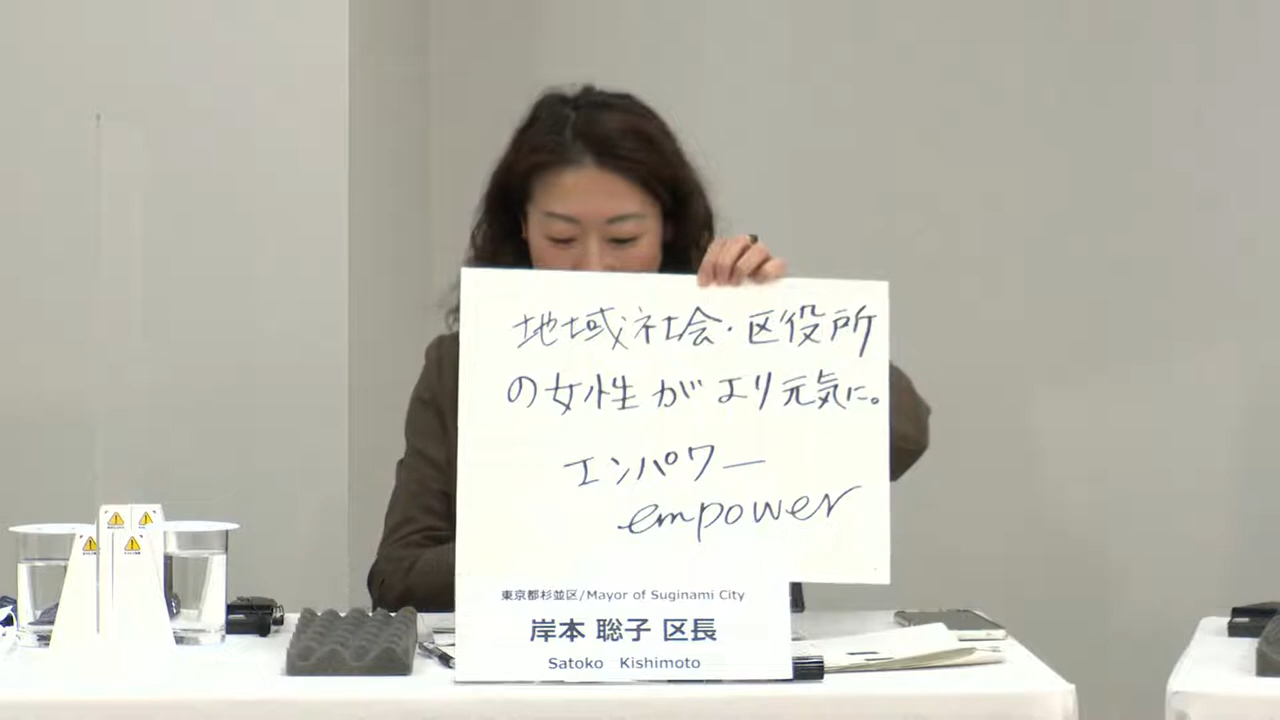 地域社会・区役所
の女性がより元気に。
エンパワー
empower
東京都杉並区/Mayor of Suginami City
岸本 聡子 区長
Satoko Kishimoto